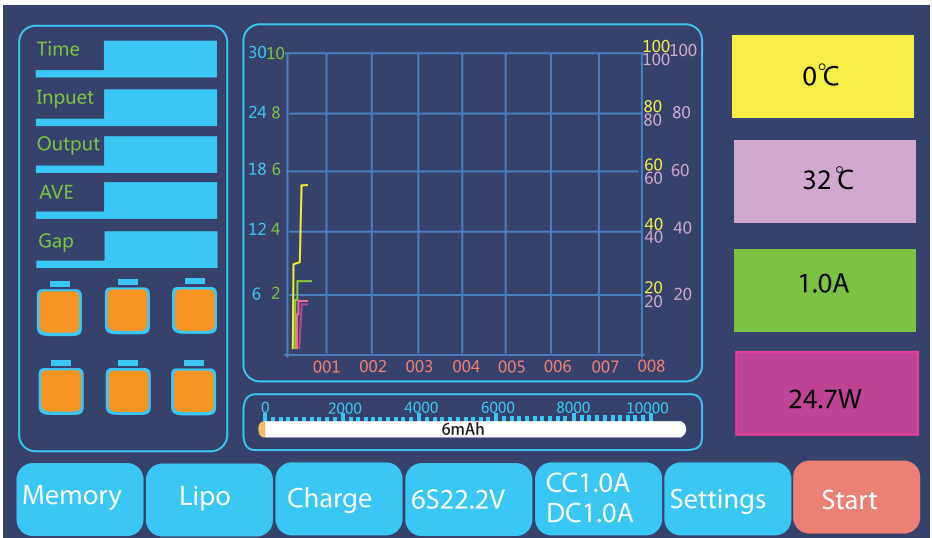 Time
Inpuet
Output
AVE
Gap
30 10
24 8
18 6
12 4
6 2
100 100
100
80
80 80
60
60 60
40
40 40
20
20 20
001 002 003 004 005 006 007 008
0 2000 4000 6000 8000 10000
6mAh
0℃
32℃
1.0A
24.7W
Memory
Lipo
Charge
6S22.2V
CC1.0A
DC1.0A
Settings
Start